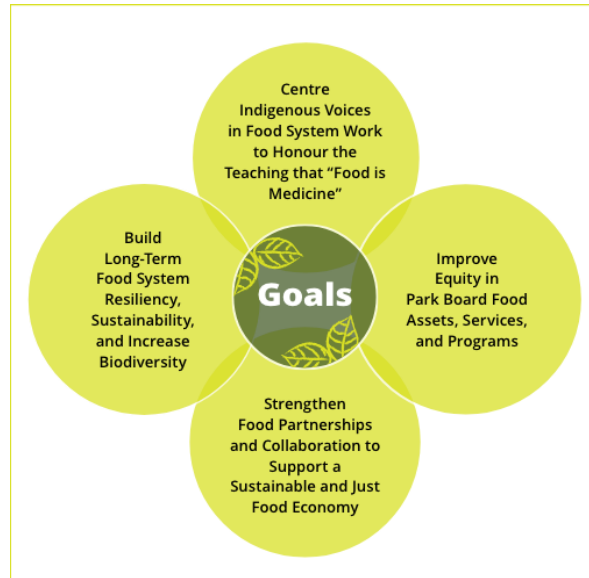 Centre
Indigenous Voices
in Food System Work
to Honour the
Teaching that “Food is
Medicine”
Build
Long-Term
Food System
Resiliency,
Sustainability,
and Increase
Biodiversity
Goals
Improve
Equity in
Park Board Food
Assets, Services,
and Programs
Strengthen
Food Partnerships
and Collaboration to
Support a
Sustainable and Just
Food Economy